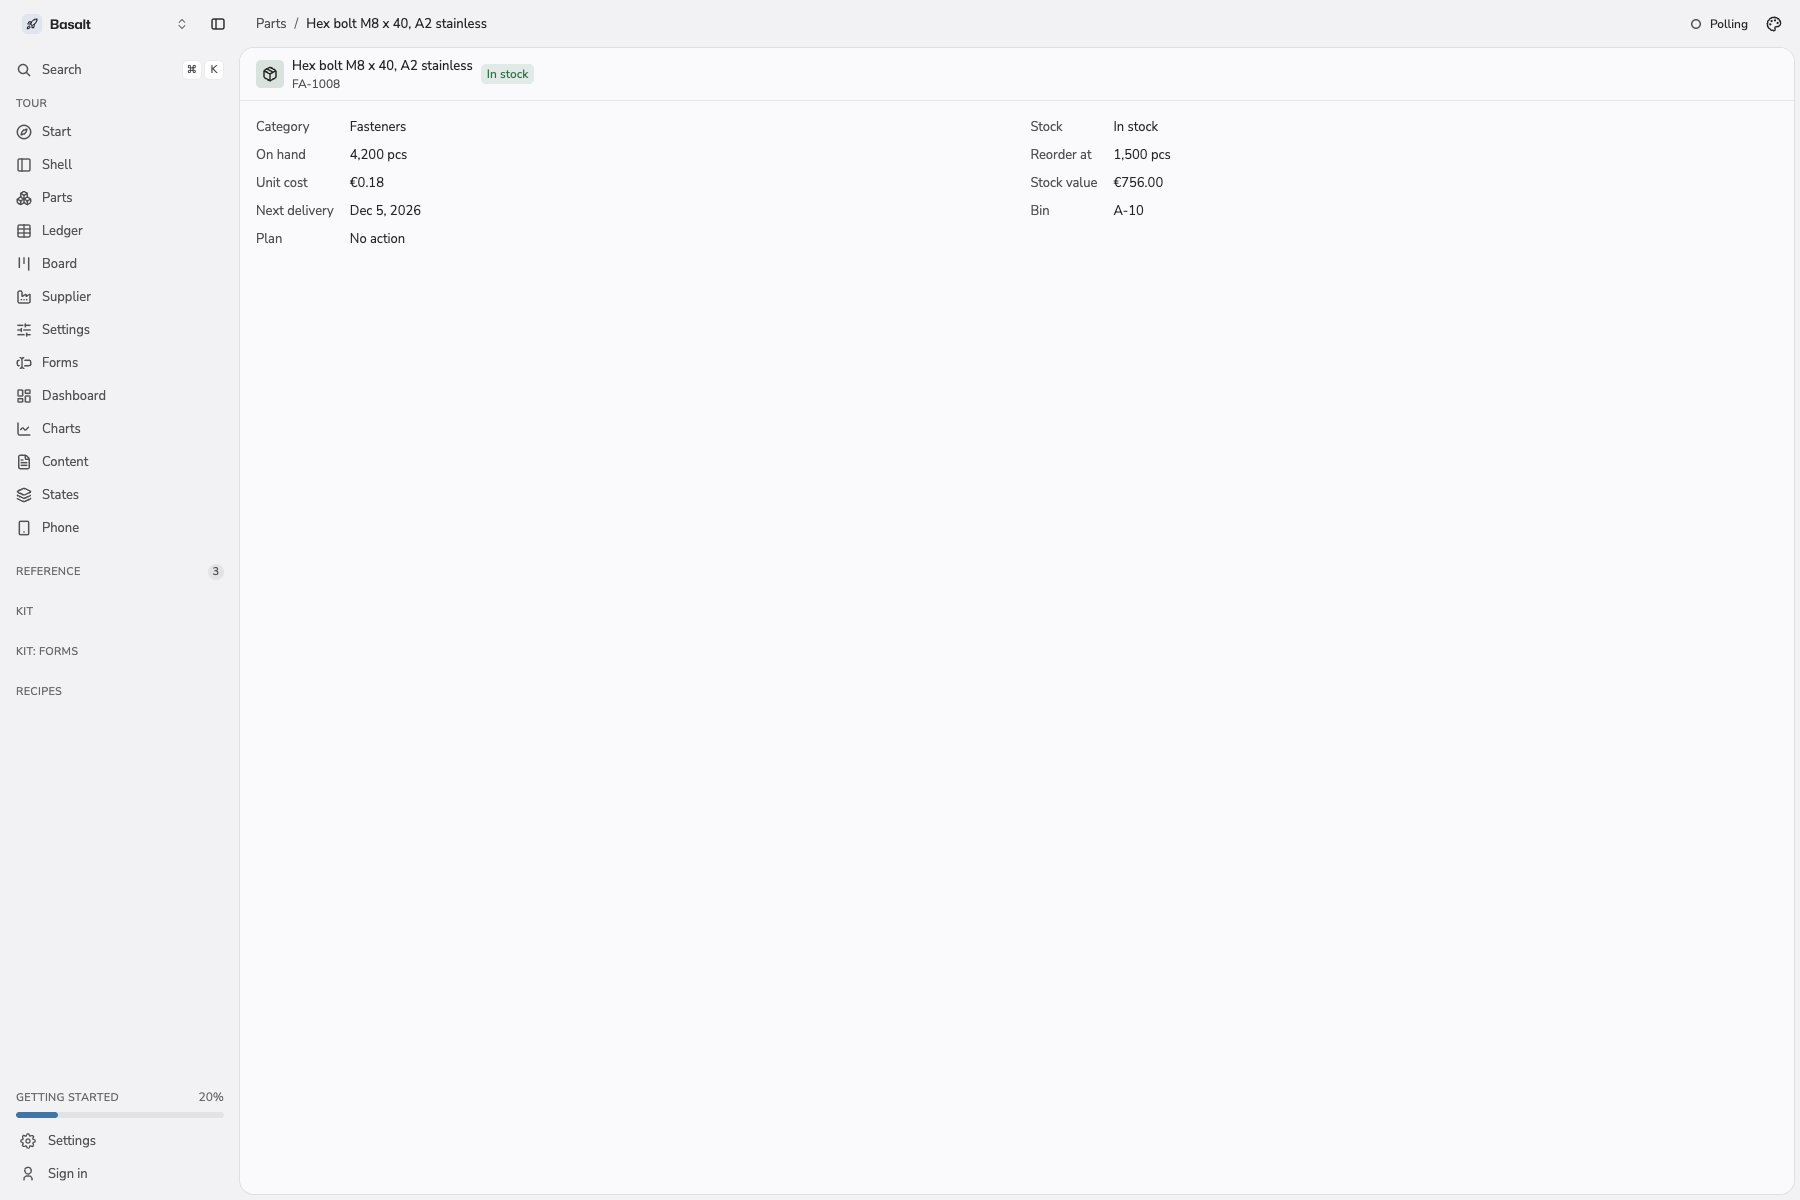 Basalt
Parts / Hex bolt M8 x 40, A2 stainless
Polling
Search ⌘ K
TOUR
Start
Shell
Parts
Ledger
Board
Supplier
Settings
Forms
Dashboard
Charts
Content
States
Phone
REFERENCE 3
KIT
KIT: FORMS
RECIPES
GETTING STARTED 20%
Settings
Sign in
Hex bolt M8 x 40, A2 stainless
FA-1008
In stock
Category Fasteners
On hand 4,200 pcs
Unit cost €0.18
Next delivery Dec 5, 2026
Plan No action
Stock In stock
Reorder at 1,500 pcs
Stock value €756.00
Bin A-10